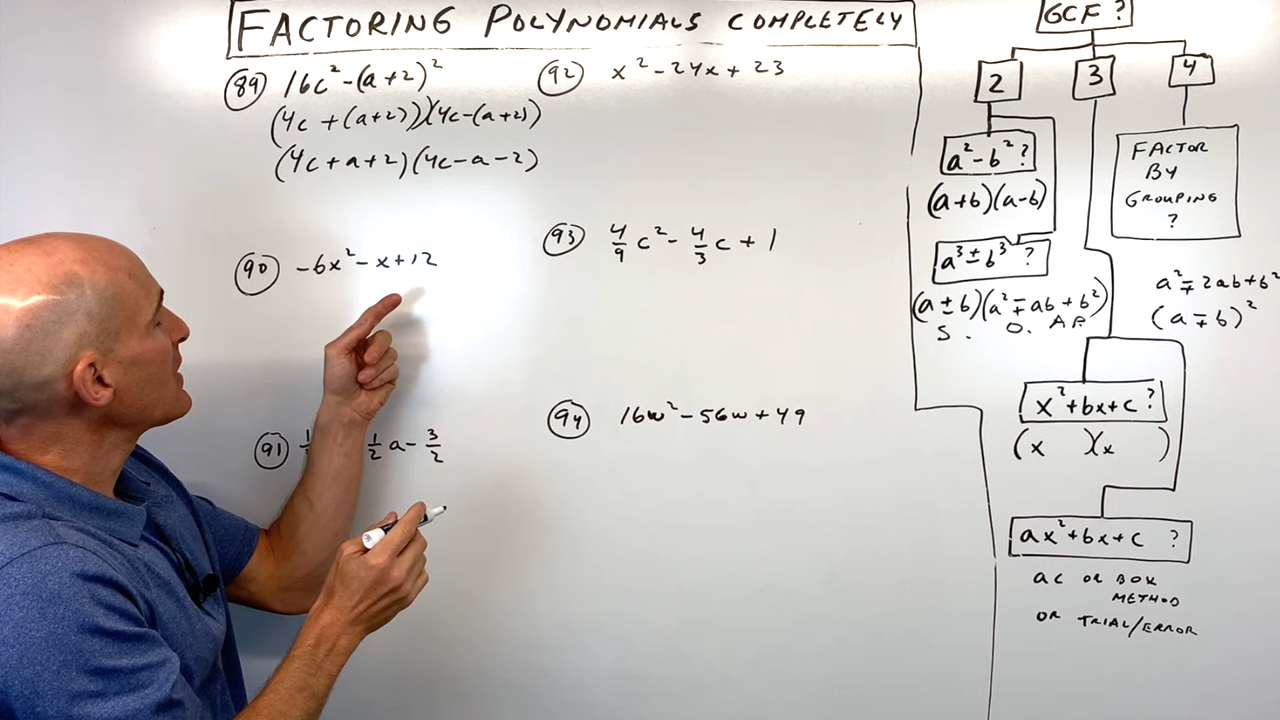 FACTORING POLYNOMIALS COMPLETELY
89 16c² - (a+2)²
(4c + (a+2))(4c - (a+2))
(4c + a + 2)(4c - a - 2)
90 -6x² - x + 12
91 ½ a - 3/2
92 x² - 24x + 23
93 4/9 c² - 4/3 c + 1
94 16w² - 56w + 49
GCF ?
2 3 4
a² - b² ?
(a+b)(a-b)
a³ ± b³ ?
(a ± b)(a² ∓ ab + b²)
S. O. AP
FACTOR
BY
GROUPING
?
a² ∓ 2ab + b²
(a ∓ b)²
x² + bx + c ?
(x )(x )
ax² + bx + c ?
ac OR BOX
METHOD
OR TRIAL/ERROR